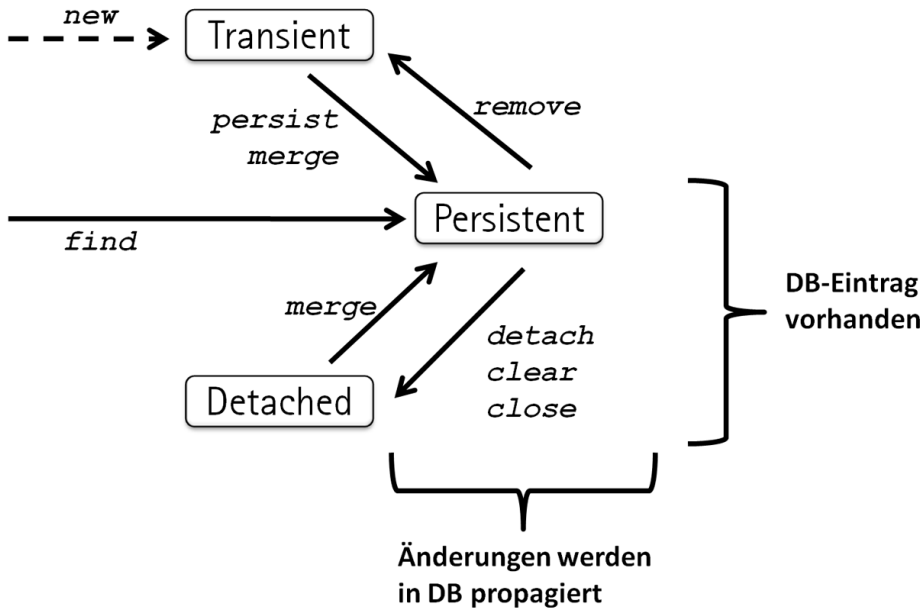 new
Transient
persist
merge
remove
find
Persistent
merge
detach
clear
close
Detached
DB-Eintrag
vorhanden
Änderungen werden
in DB propagiert